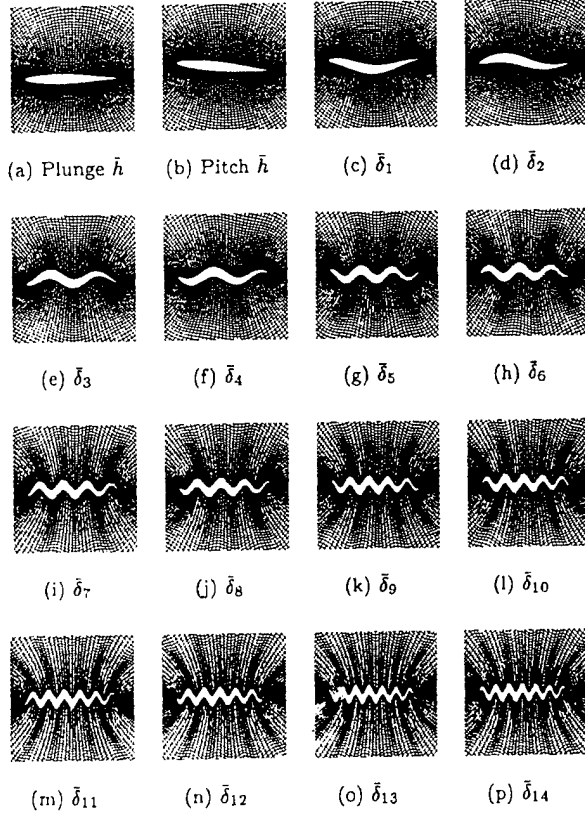 (a) Plunge h̄ (b) Pitch h̄ (c) δ̄₁ (d) δ̄₂
(e) δ̄₃ (f) δ̄₄ (g) δ̄₅ (h) δ̄₆
(i) δ̄₇ (j) δ̄₈ (k) δ̄₉ (l) δ̄₁₀
(m) δ̄₁₁ (n) δ̄₁₂ (o) δ̄₁₃ (p) δ̄₁₄